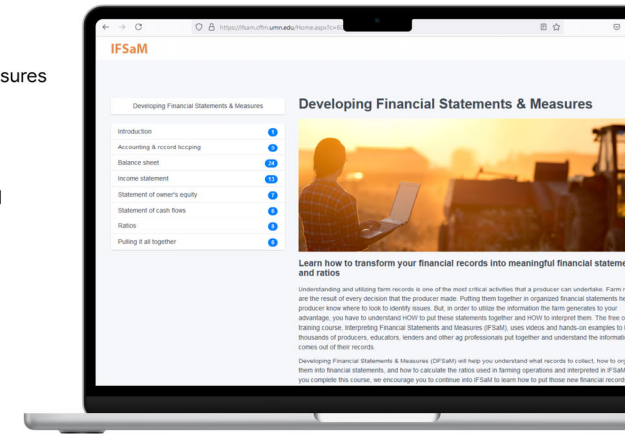 sures
https://ifsam.cffm.umn.edu/Home.aspx?c=
IFSaM
Developing Financial Statements & Measures
Introduction 1
Accounting & record keeping
Balance sheet 24
Income statement 13
Statement of owner's equity 7
Statement of cash flows 6
Ratios 8
Pulling it all together 6
Developing Financial Statements & Measures
Learn how to transform your financial records into meaningful financial stateme
and ratios
Understanding and utilizing farm records is one of the most critical activities that a producer can undertake. Farm
are the result of every decision that the producer made. Putting them together in organized financial statements he
producer know where to look to identify issues. But, in order to utilize the information the farm generates to your
advantage, you have to understand HOW to put these statements together and HOW to interpret them. The free
training course, Interpreting Financial Statements and Measures (IFSaM), uses videos and hands-on examples to
thousands of producers, educators, lenders and other ag professionals put together and understand the informati
comes out of their records.
Developing Financial Statements & Measures (DFSaM) will help you understand what records to collect, how to org
them into financial statements, and how to calculate the ratios used in farming operations and interpreted in IFSaM
you complete this course, we encourage you to continue into IFSaM to learn how to put those new financial records